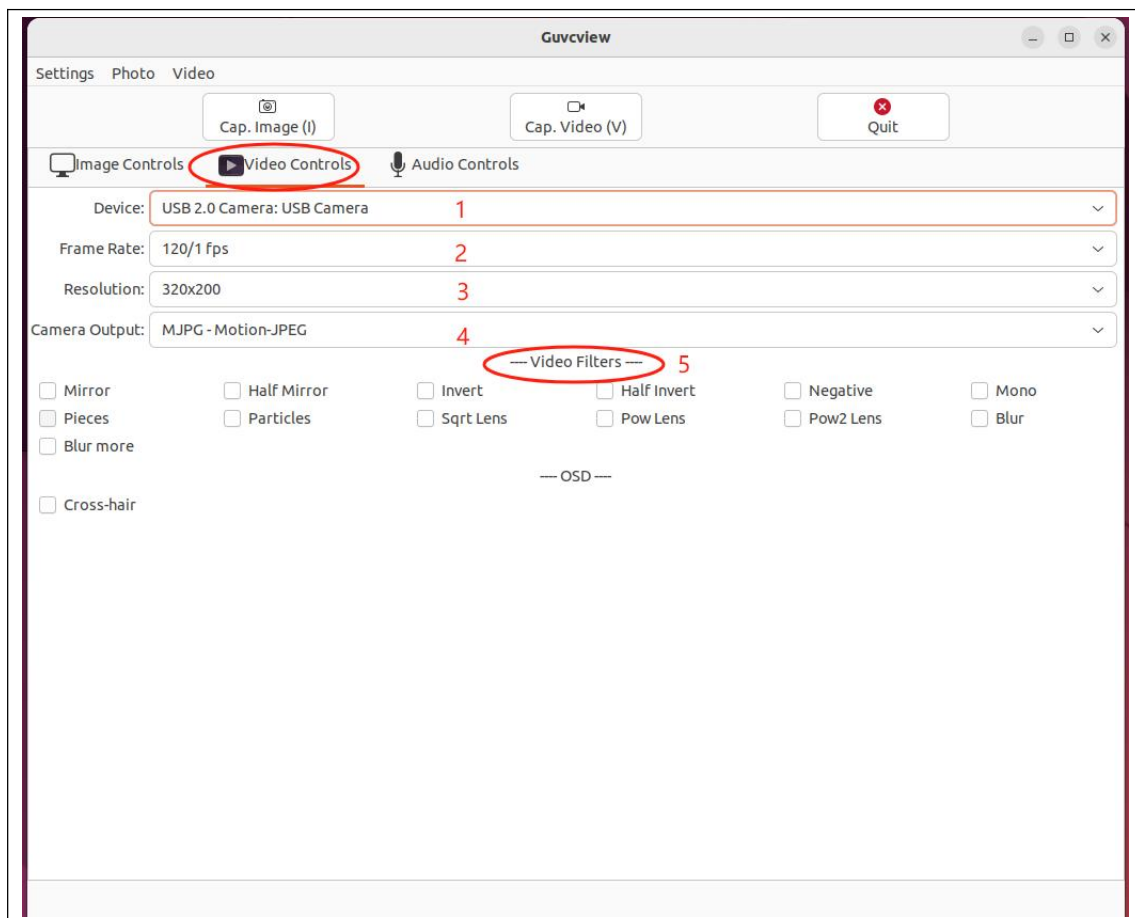 Guvcview
Settings Photo Video
Cap. Image (I) Cap. Video (V) Quit
Image Controls Video Controls Audio Controls
Device: USB 2.0 Camera: USB Camera 1
Frame Rate: 120/1 fps 2
Resolution: 320x200 3
Camera Output: MJPG - Motion-JPEG 4
---- Video Filters ---- 5
Mirror Half Mirror Invert Half Invert Negative Mono
Pieces Particles Sqrt Lens Pow Lens Pow2 Lens Blur
Blur more
---- OSD ----
Cross-hair